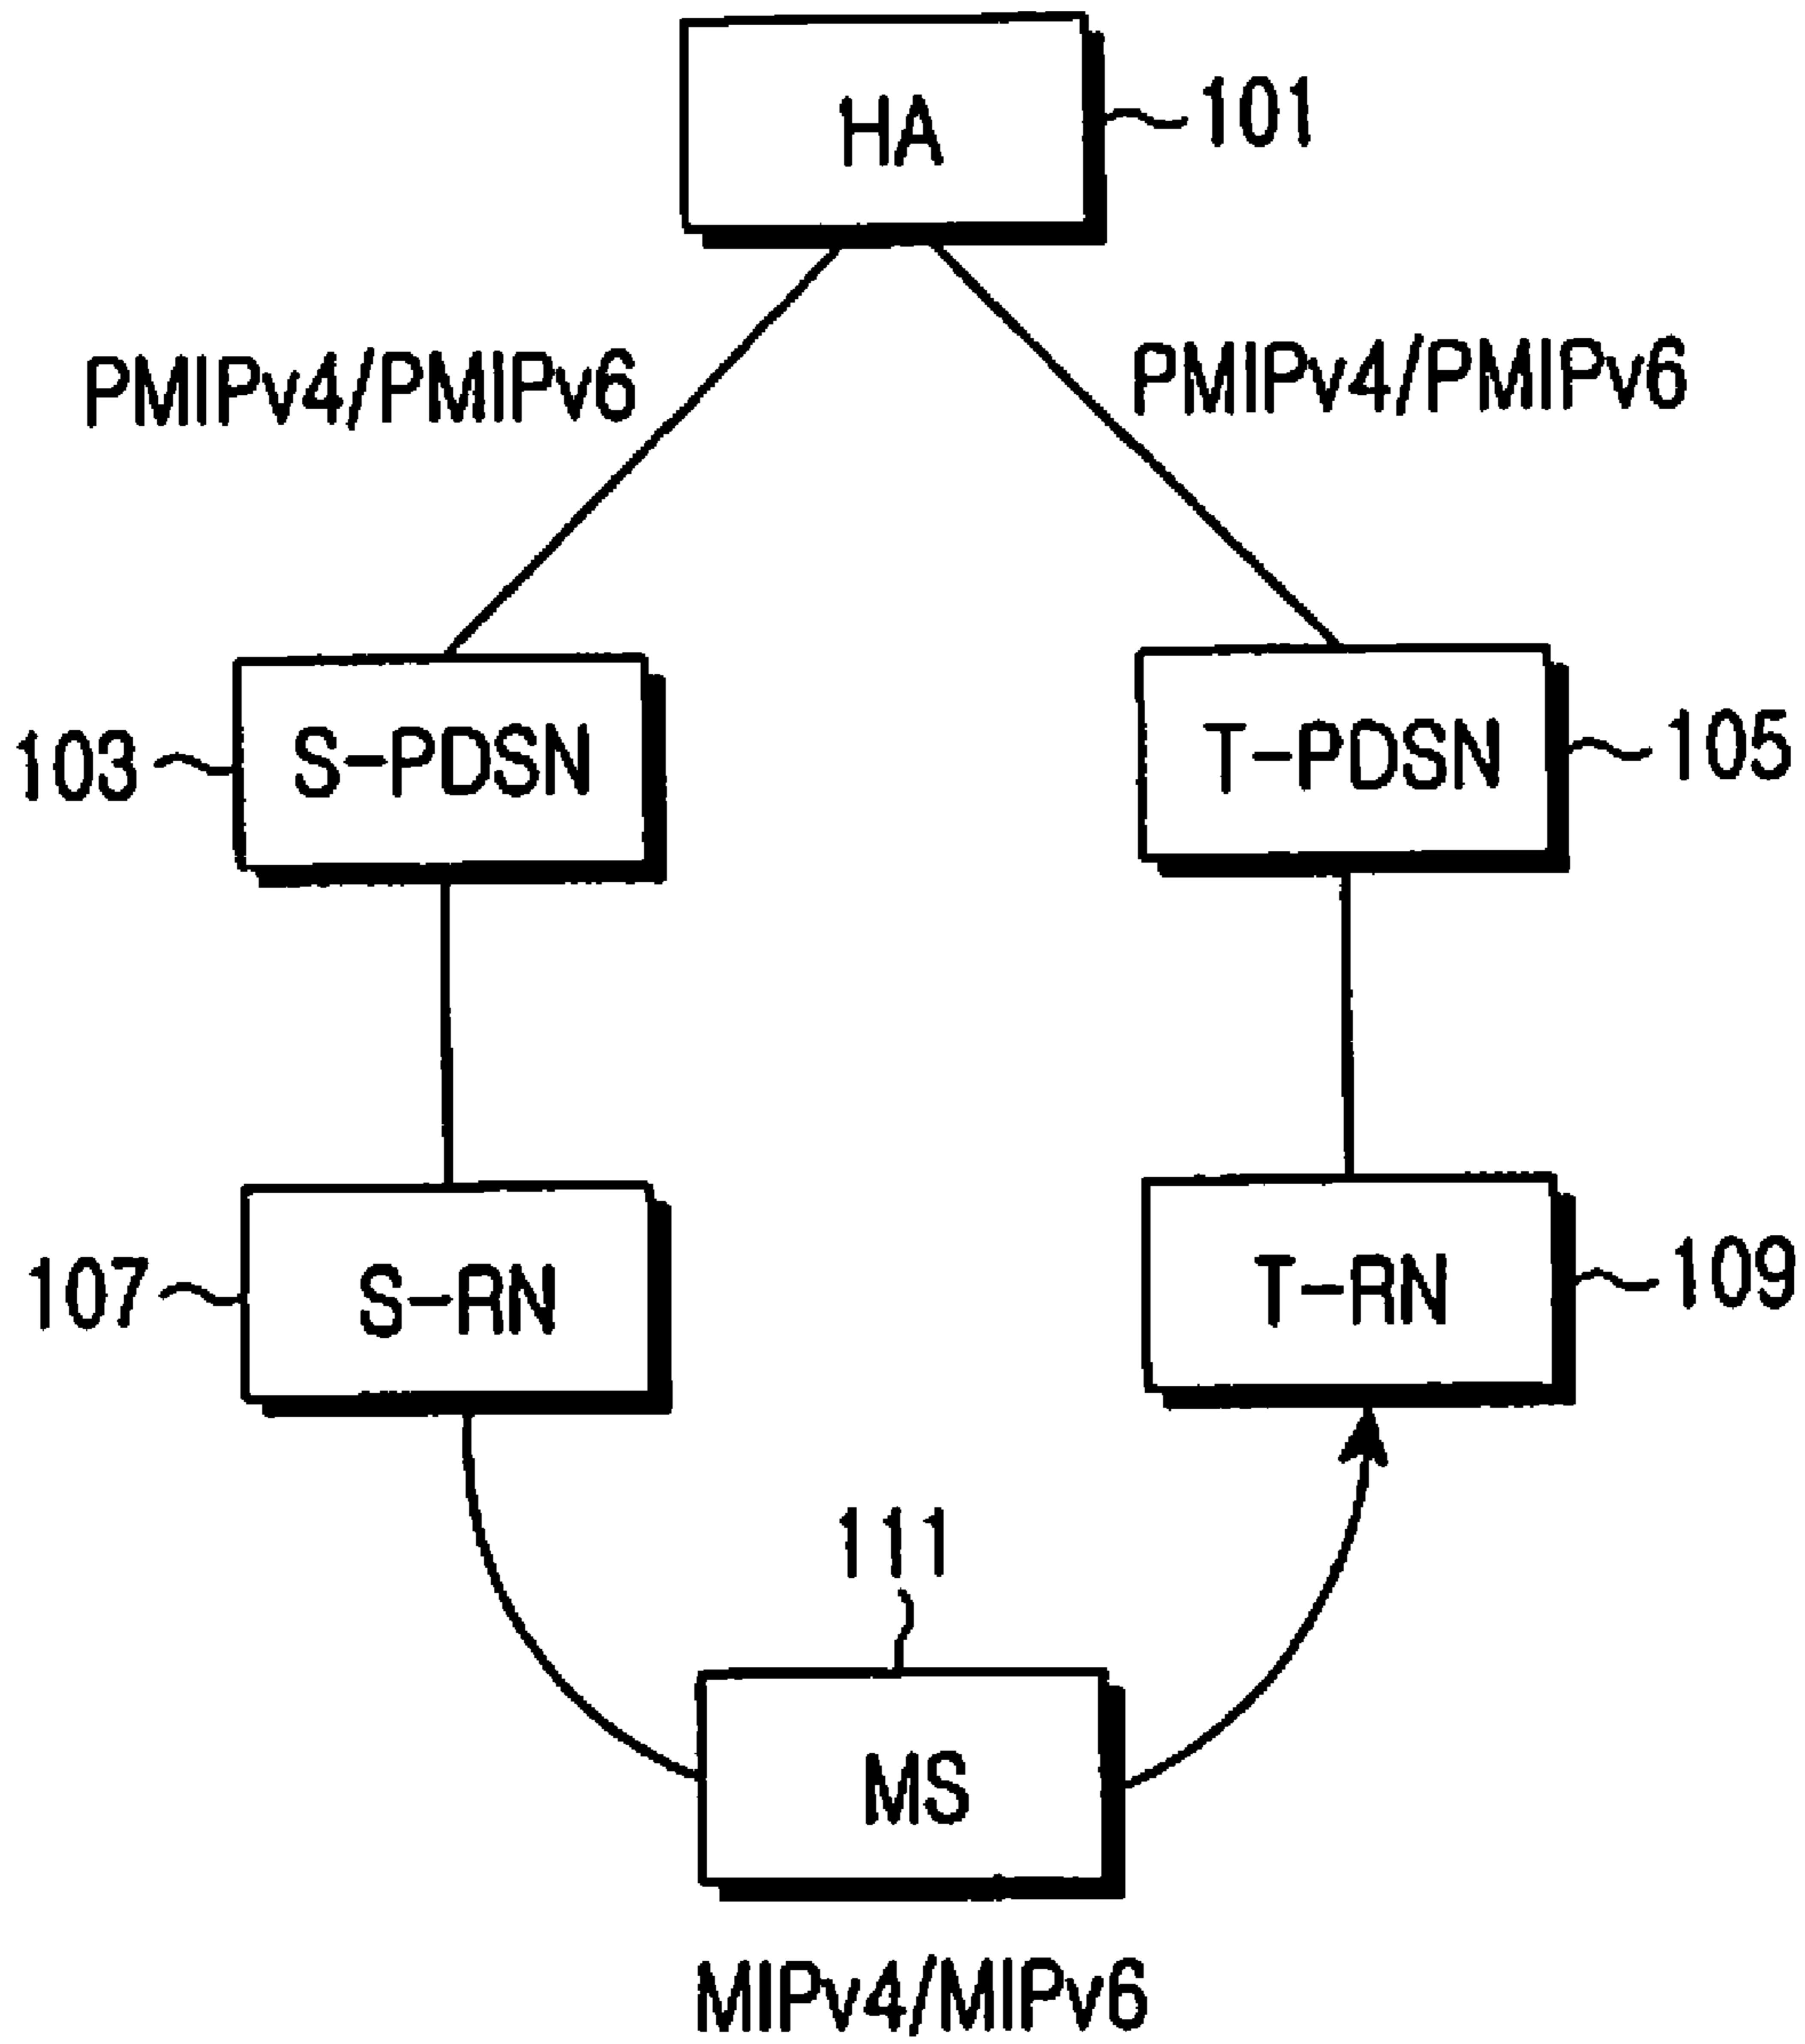 HA
101
PMIPv4/PMIPv6
PMIPv4/PMIPv6
103
S-PDSN
T-PDSN
105
107
S-RN
T-RN
109
111
MS
MIPv4/MIPv6